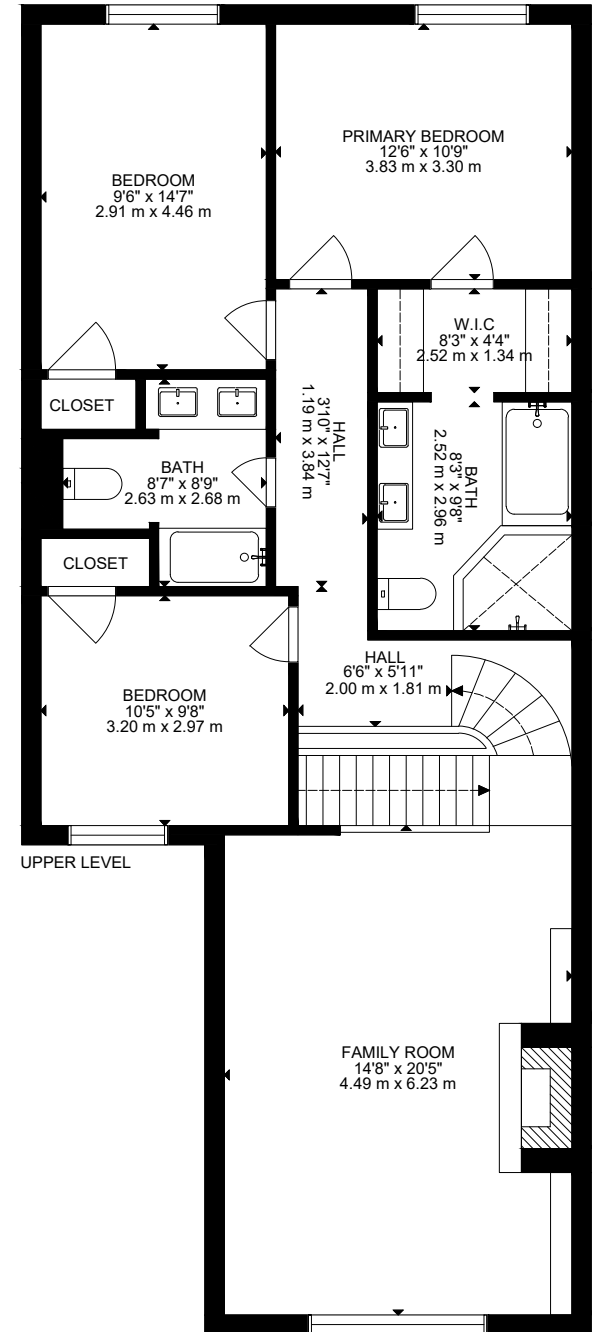 PRIMARY BEDROOM
12'6" x 10'9"
3.83 m x 3.30 m
BEDROOM
9'6" x 14'7"
2.91 m x 4.46 m
W.I.C
8'3" x 4'4"
2.52 m x 1.34 m
CLOSET
HALL
3'10" x 12'7"
1.19 m x 3.84 m
BATH
8'3" x 9'8"
2.52 m x 2.96 m
BATH
8'7" x 8'9"
2.63 m x 2.68 m
CLOSET
HALL
6'6" x 5'11"
2.00 m x 1.81 m
BEDROOM
10'5" x 9'8"
3.20 m x 2.97 m
UPPER LEVEL
FAMILY ROOM
14'8" x 20'5"
4.49 m x 6.23 m